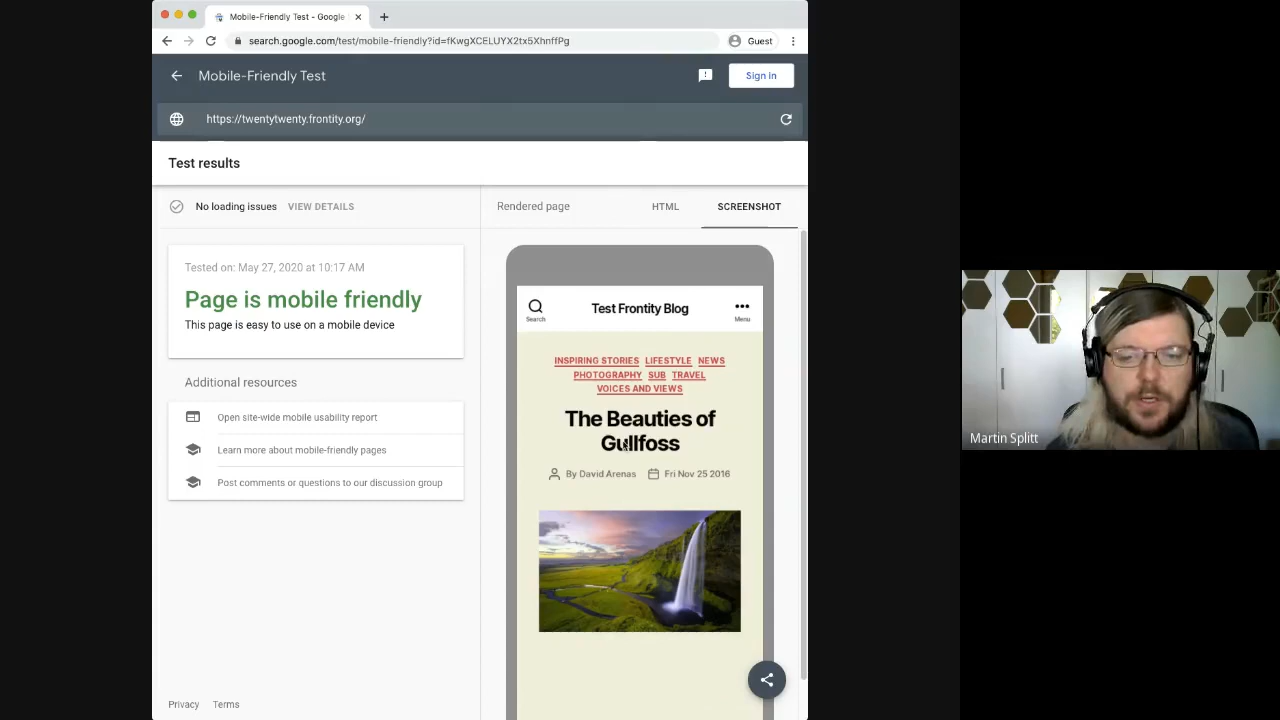 Mobile-Friendly Test - Google
search.google.com/test/mobile-friendly?id=fKwgXCELUYX2tx5XhnffPg
Guest
Mobile-Friendly Test
Sign in
https://twentytwenty.frontity.org/
Test results
No loading issues VIEW DETAILS
Rendered page HTML SCREENSHOT
Tested on: May 27, 2020 at 10:17 AM
Page is mobile friendly
This page is easy to use on a mobile device
Additional resources
Open site-wide mobile usability report
Learn more about mobile-friendly pages
Post comments or questions to our discussion group
Test Frontity Blog
Search
Menu
INSPIRING STORIES LIFESTYLE NEWS
PHOTOGRAPHY SUB TRAVEL
VOICES AND VIEWS
The Beauties of
Gullfoss
By David Arenas Fri Nov 25 2016
Privacy Terms
Martin Splitt